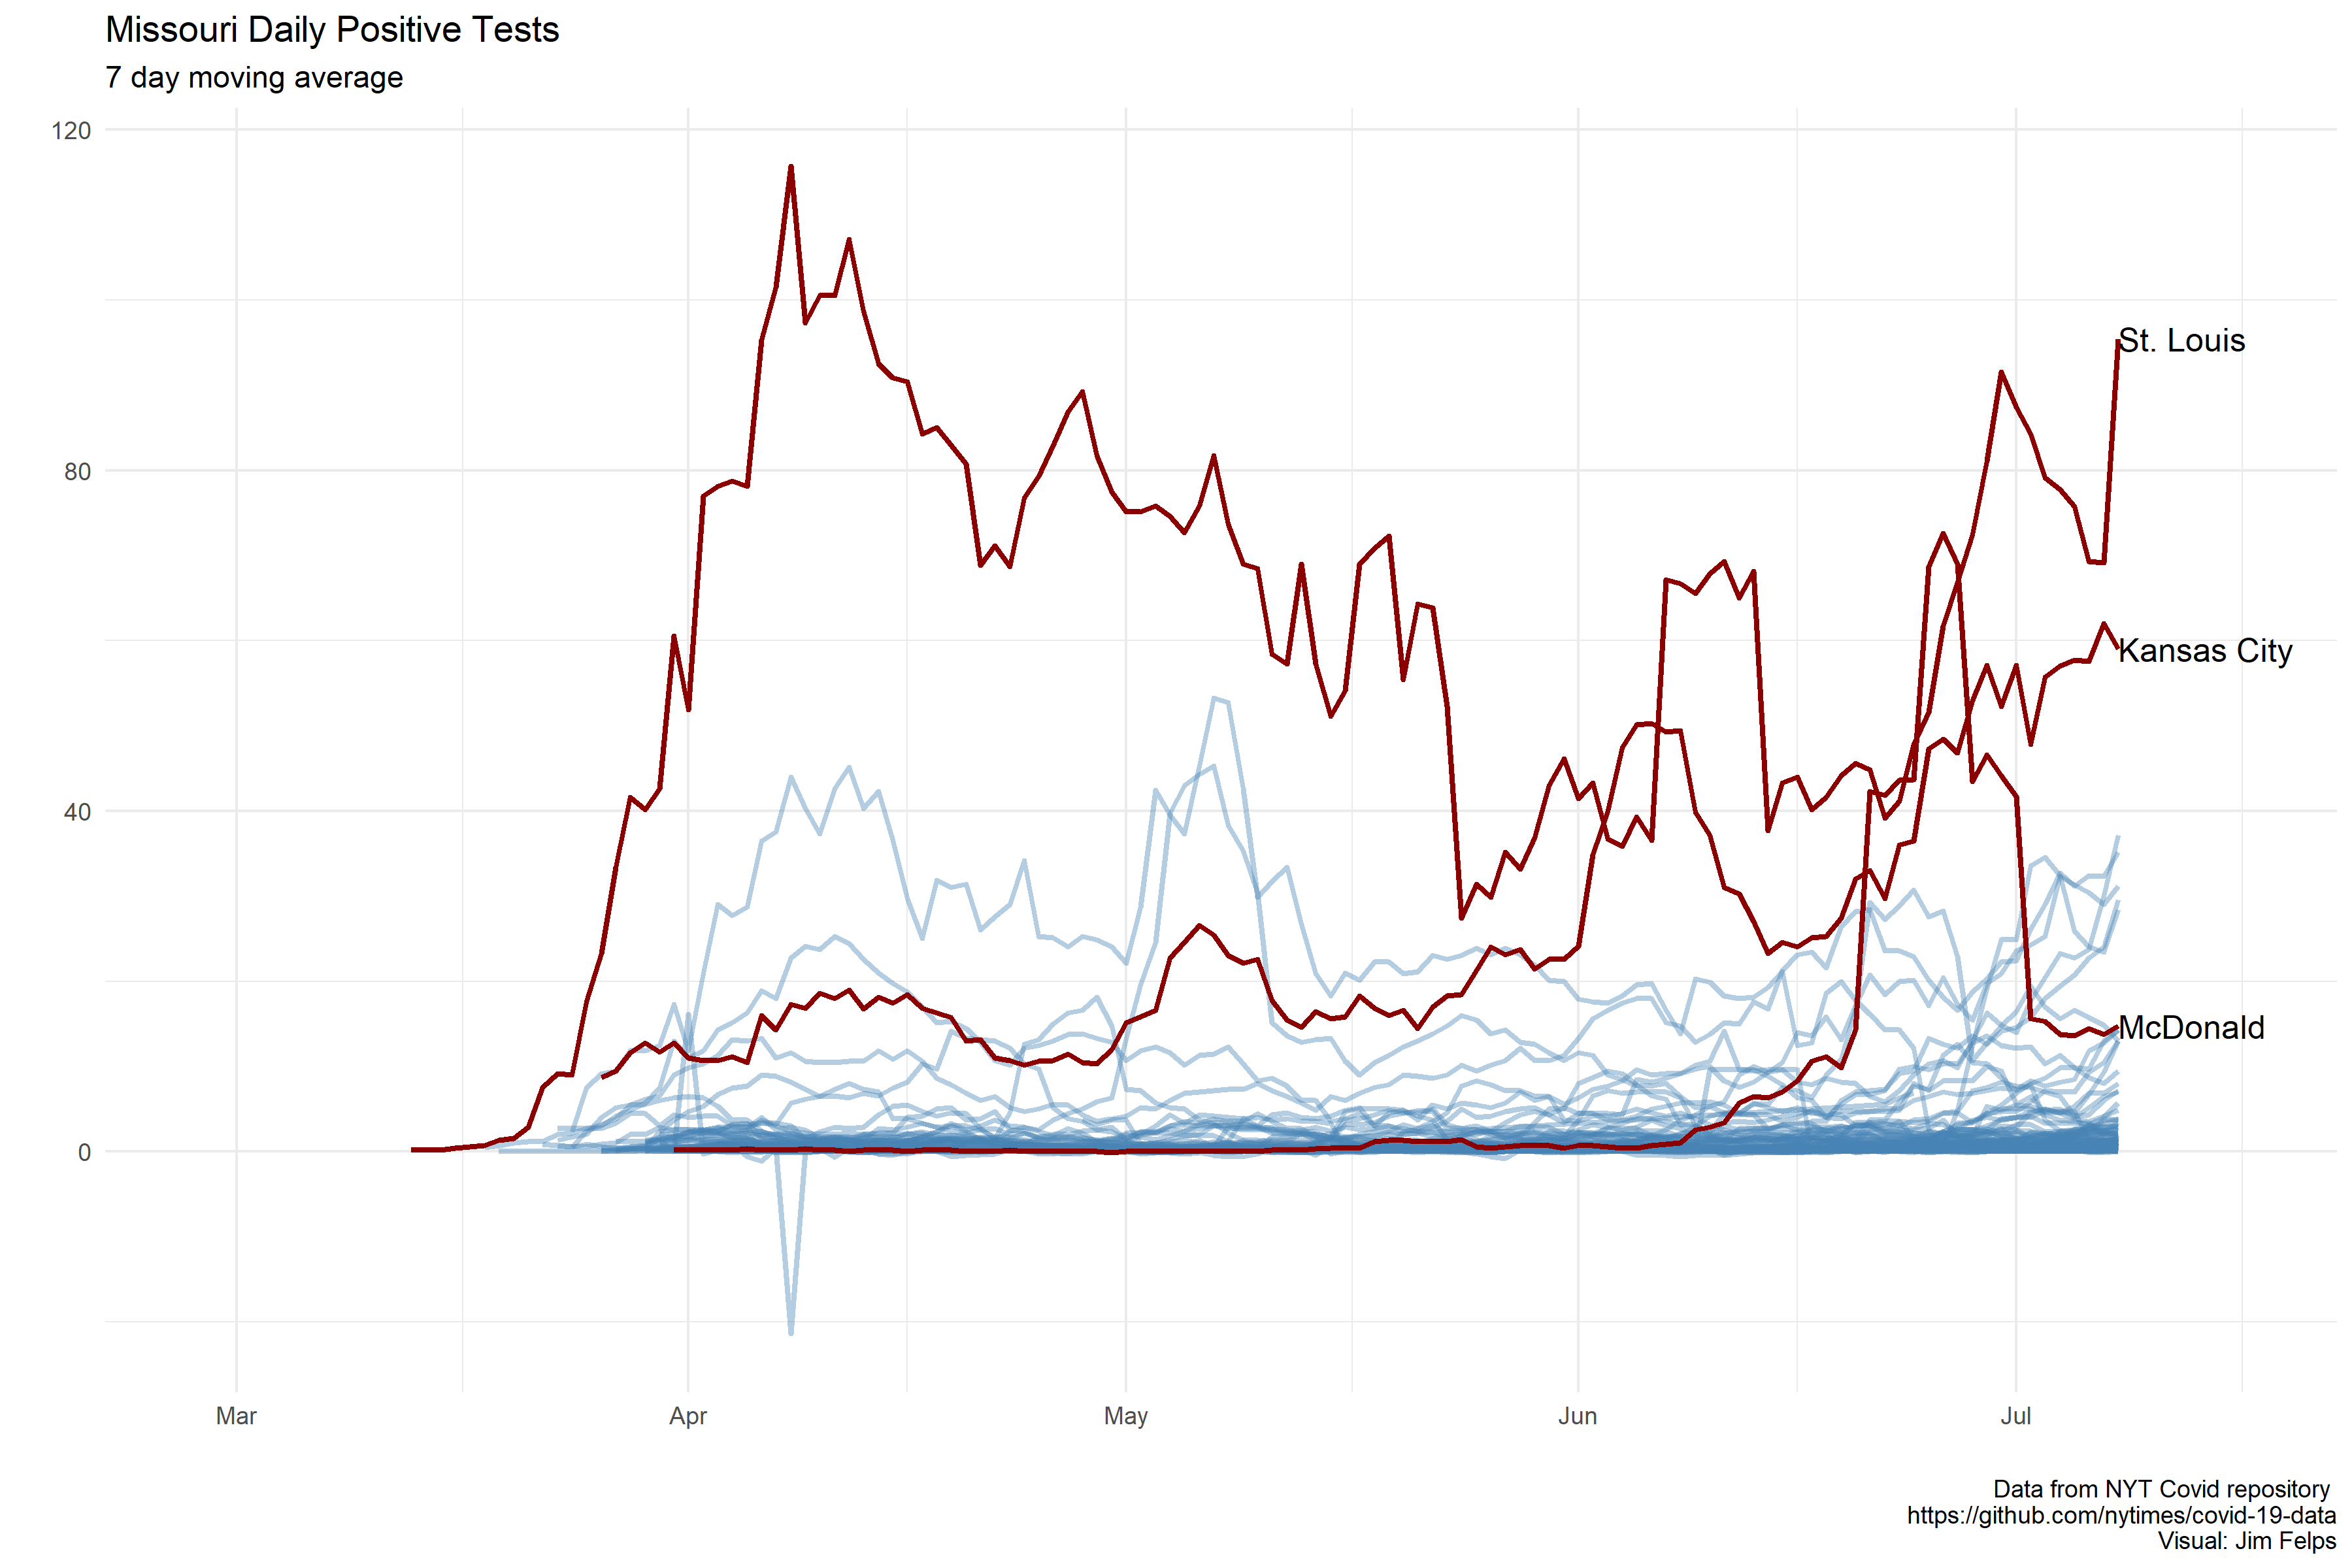 Missouri Daily Positive Tests
7 day moving average
120
80
40
0
St. Louis
Kansas City
McDonald
Mar
Apr
May
Jun
Jul
Data from NYT Covid repository
https://github.com/nytimes/covid-19-data
Visual: Jim Felps